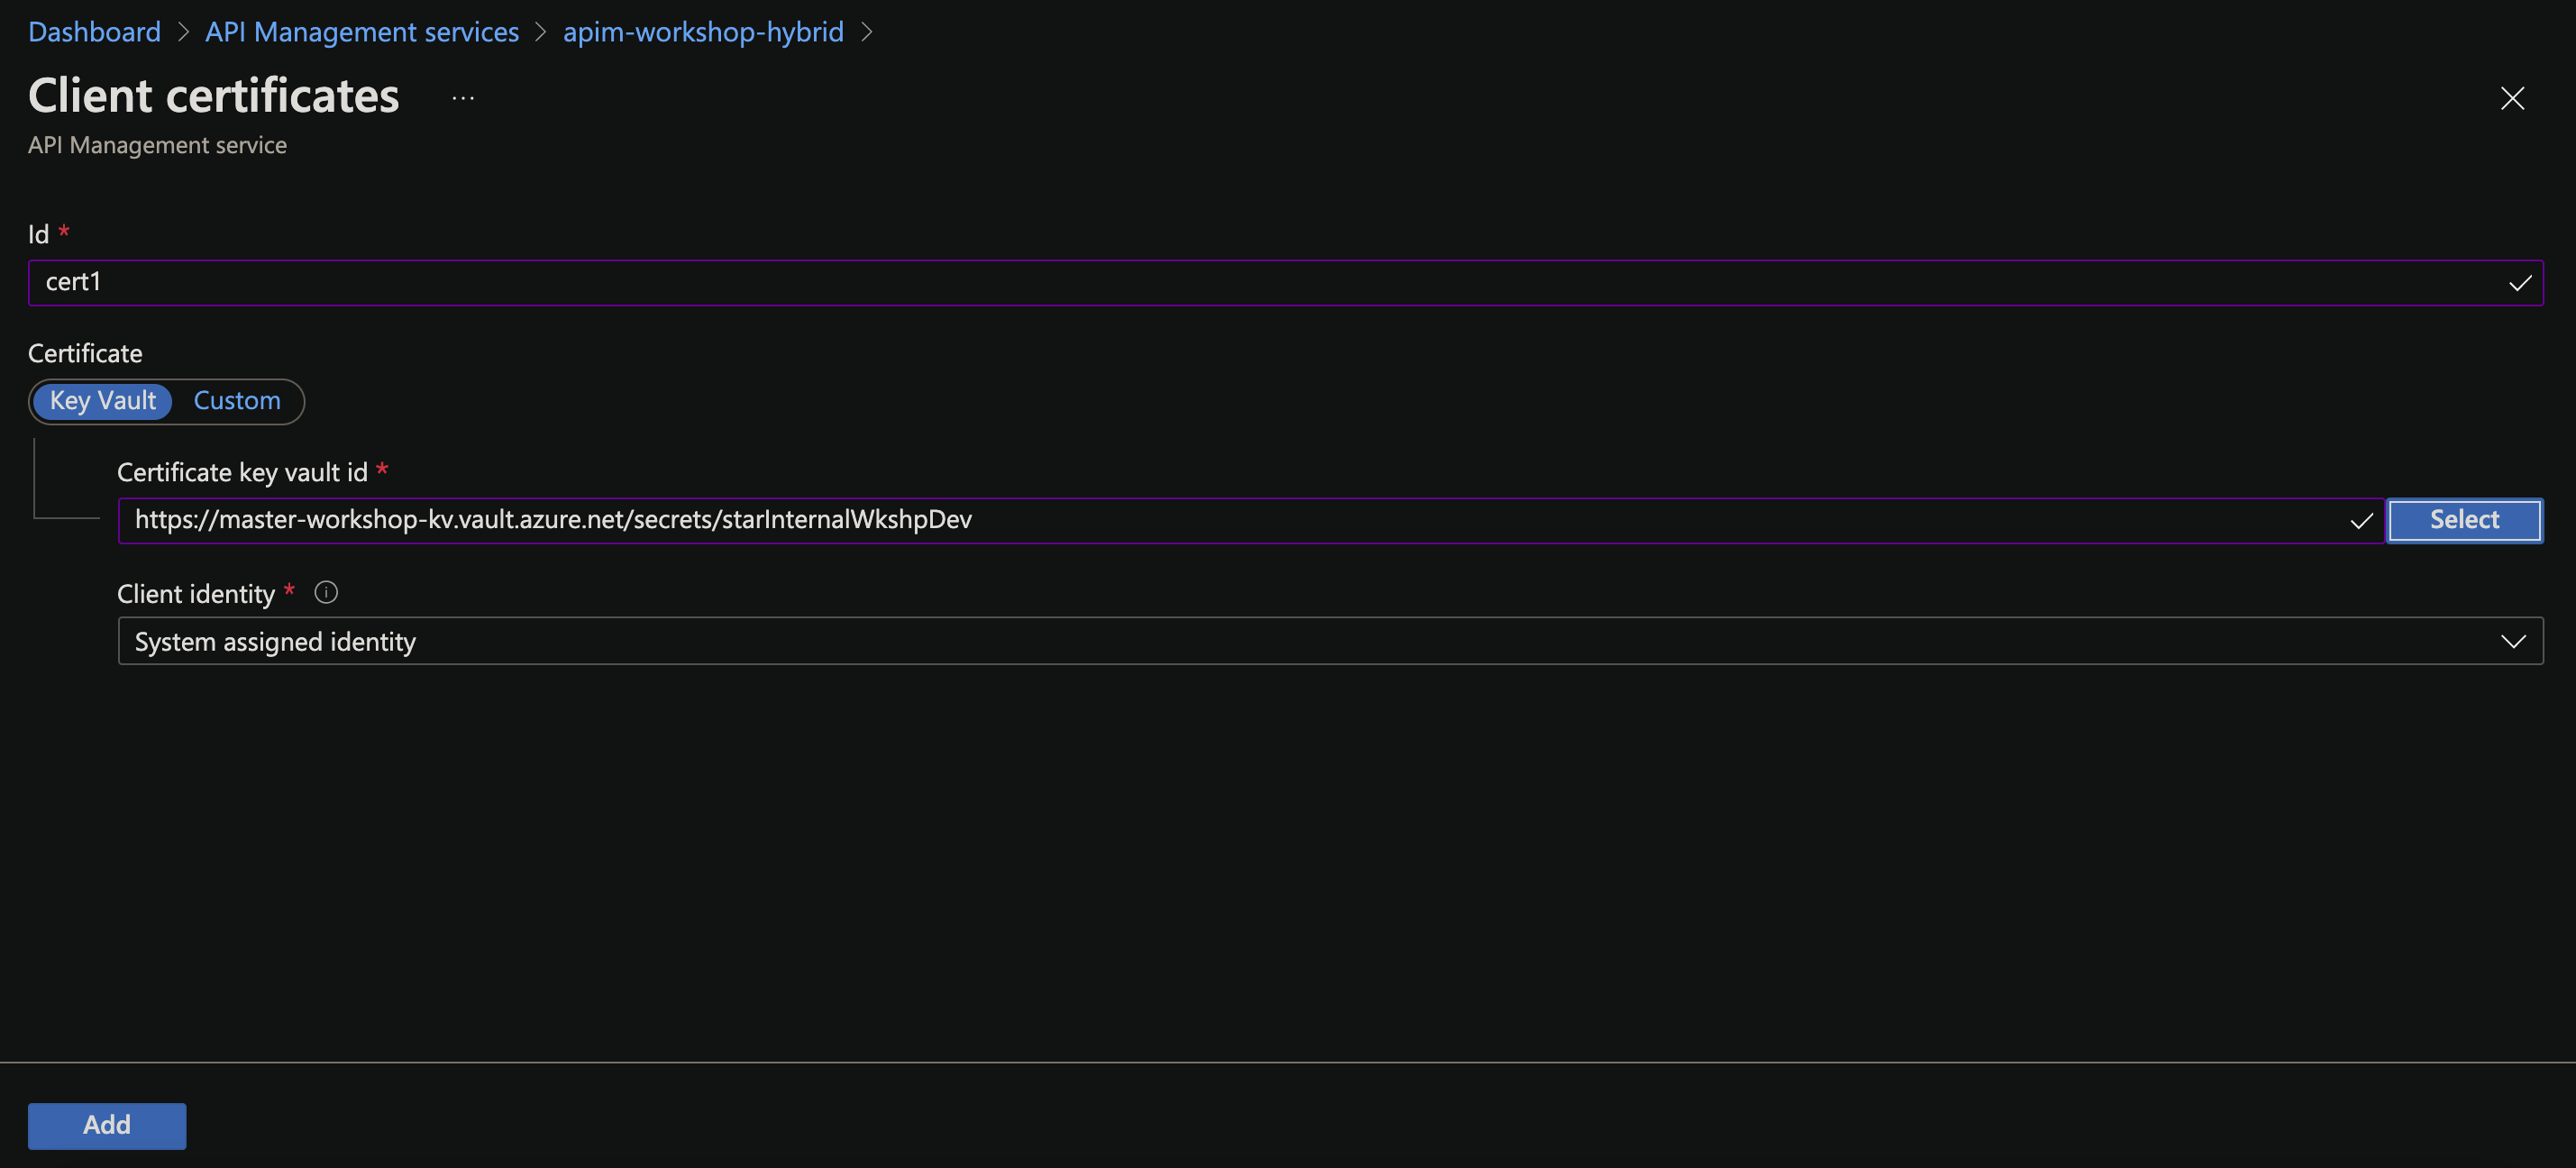 Dashboard > API Management services > apim-workshop-hybrid >
Client certificates ...
API Management service
Id *
cert1
Certificate
Key Vault Custom
Certificate key vault id *
https://master-workshop-kv.vault.azure.net/secrets/starInternalWkshpDev Select
Client identity *
System assigned identity
Add